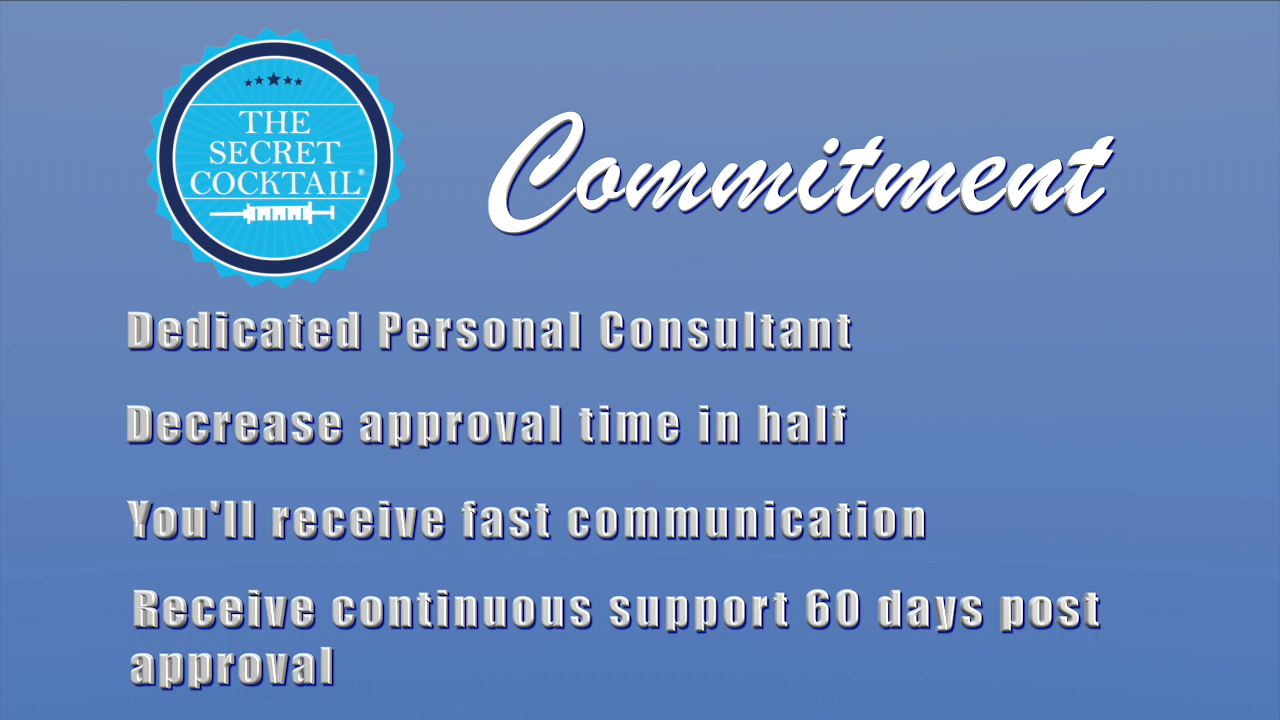 THE
SECRET
COCKTAIL®
Commitment
Dedicated Personal Consultant
Decrease approval time in half
You'll receive fast communication
Receive continuous support 60 days post
approval